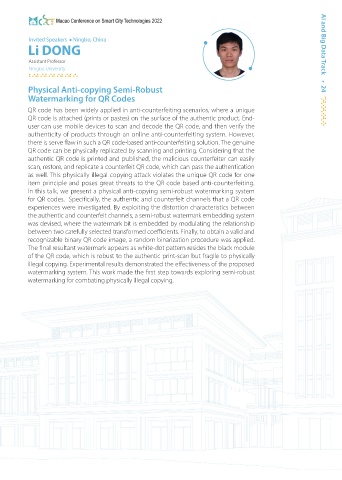 Macao Conference on Smart City Technologies 2022
AI and Big Data Track • 24
Invited Speakers • Ningbo, China
Li DONG
Assistant Professor
Ningbo University
Physical Anti-copying Semi-Robust
Watermarking for QR Codes
QR code has been widely applied in anti-counterfeiting scenarios, where a unique
QR code is attached (prints or pastes) on the surface of the authentic product. End-
user can use mobile devices to scan and decode the QR code, and then verify the
authenticity of products through an online anti-counterfeiting system. However,
there is serve flaw in such a QR code-based anti-counterfeiting solution. The genuine
QR code can be physically replicated by scanning and printing. Considering that the
authentic QR code is printed and published, the malicious counterfeiter can easily
scan, restore, and replicate a counterfeit QR code, which can pass the authentication
as well. This physically illegal copying attack violates the unique QR code for one
item principle and poses great threats to the QR code based anti-counterfeiting.
In this talk, we present a physical anti-copying semi-robust watermarking system
for QR codes. Specifically, the authentic and counterfeit channels that a QR code
experiences were investigated. By exploiting the distortion characteristics between
the authentic and counterfeit channels, a semi-robust watermark embedding system
was devised, where the watermark bit is embedded by modulating the relationship
between two carefully selected transformed coefficients. Finally, to obtain a valid and
recognizable binary QR code image, a random binarization procedure was applied.
The final resultant watermark appears as white-dot pattern resides the black module
of the QR code, which is robust to the authentic print-scan but fragile to physically
illegal copying. Experimental results demonstrated the effectiveness of the proposed
watermarking system. This work made the first step towards exploring semi-robust
watermarking for combating physically illegal copying.